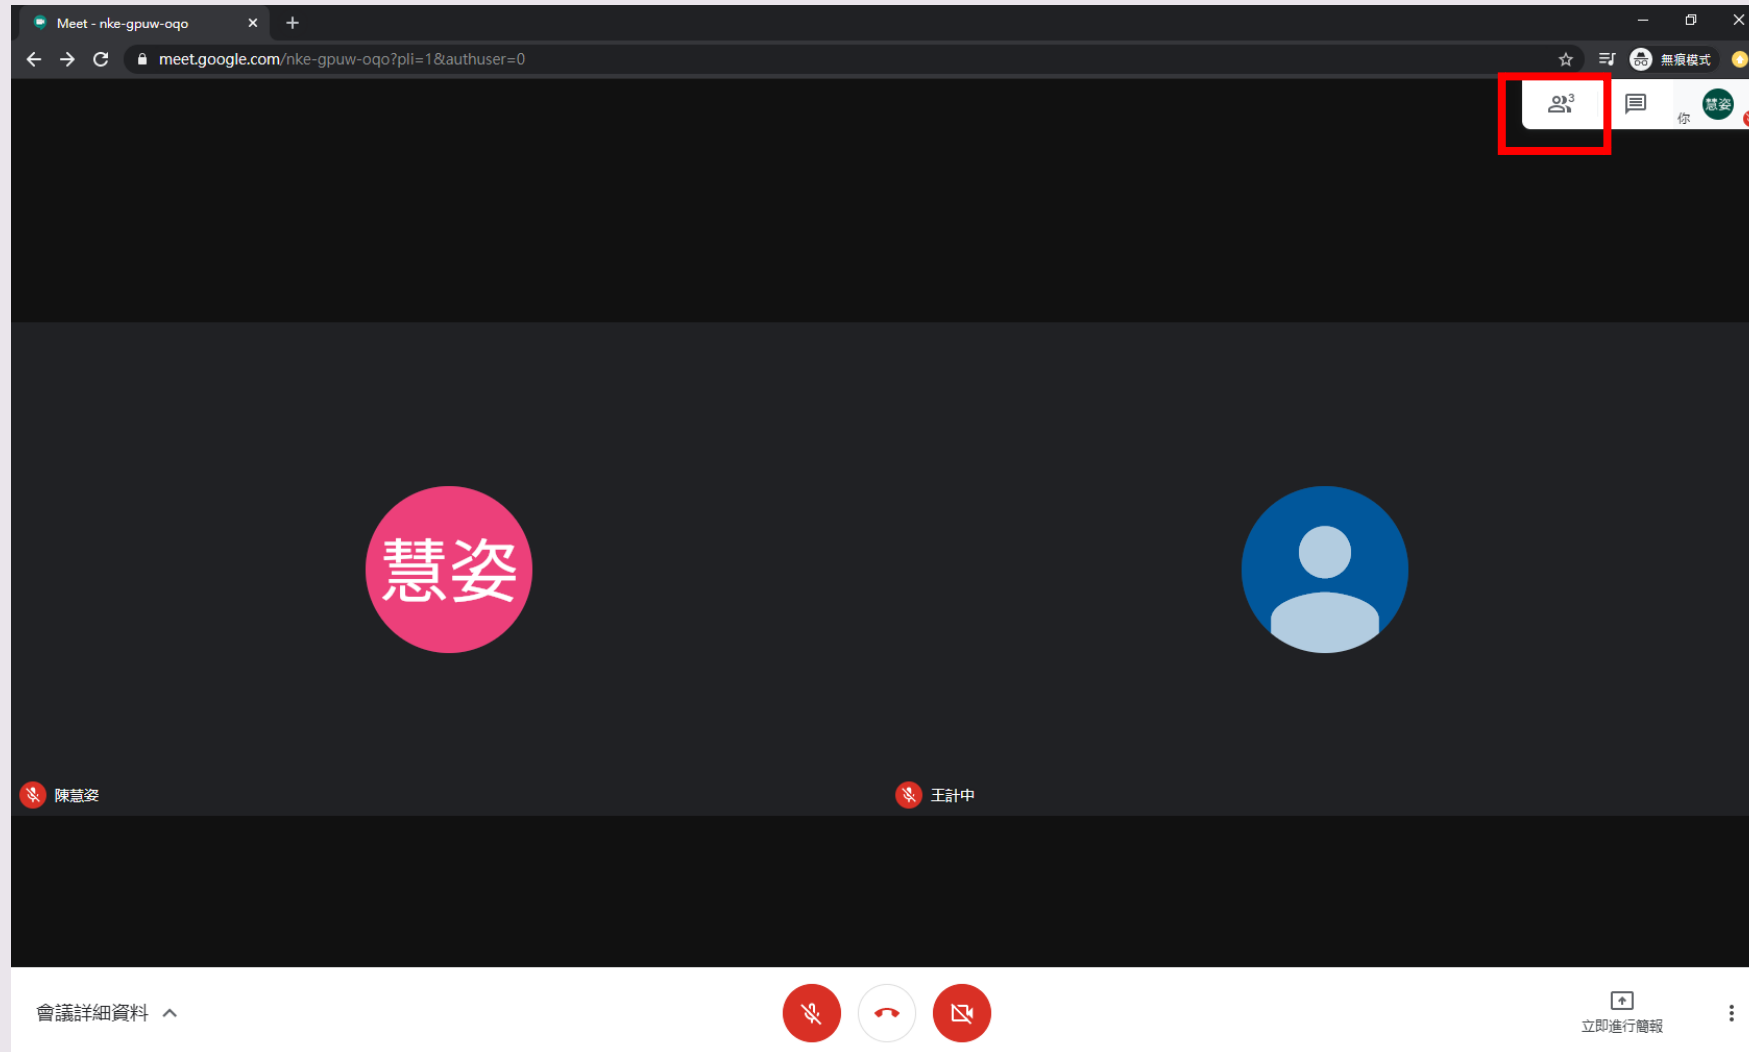 Meet - nke-gpuw-oqo
meet.google.com/nke-gpuw-oqo?pli=1&authuser=0
無痕模式
3
你
慧姿
慧姿
陳慧姿
王計中
會議詳細資料
立即進行簡報